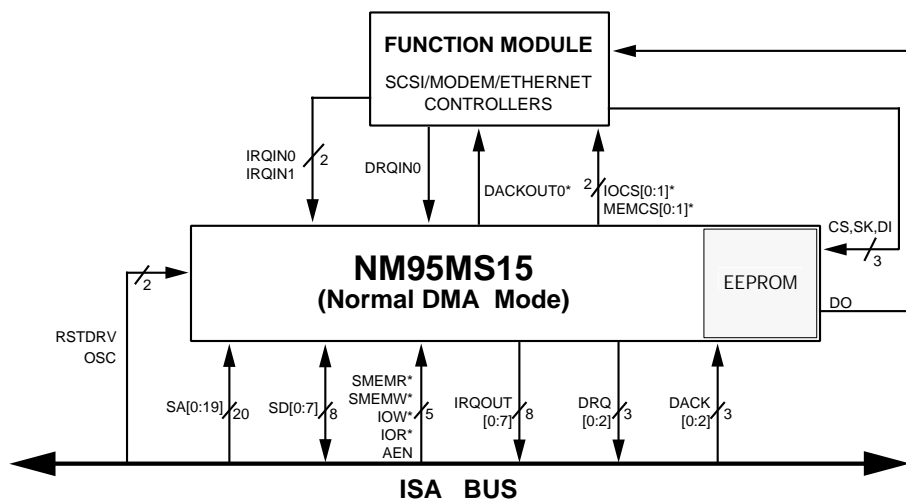 FUNCTION MODULE
SCSI/MODEM/ETHERNET
CONTROLLERS
IRQIN0
IRQIN1
2
DRQIN0
DACKOUT0*
2
IOCS[0:1]*
MEMCS[0:1]*
CS,SK,DI
3
NM95MS15
(Normal DMA Mode)
EEPROM
DO
2
RSTDRV
OSC
SA[0:19]
20
SD[0:7]
8
SMEMR*
SMEMW*
IOW*
IOR*
AEN
5
IRQOUT
[0:7]
8
DRQ
[0:2]
3
DACK
[0:2]
3
ISA BUS